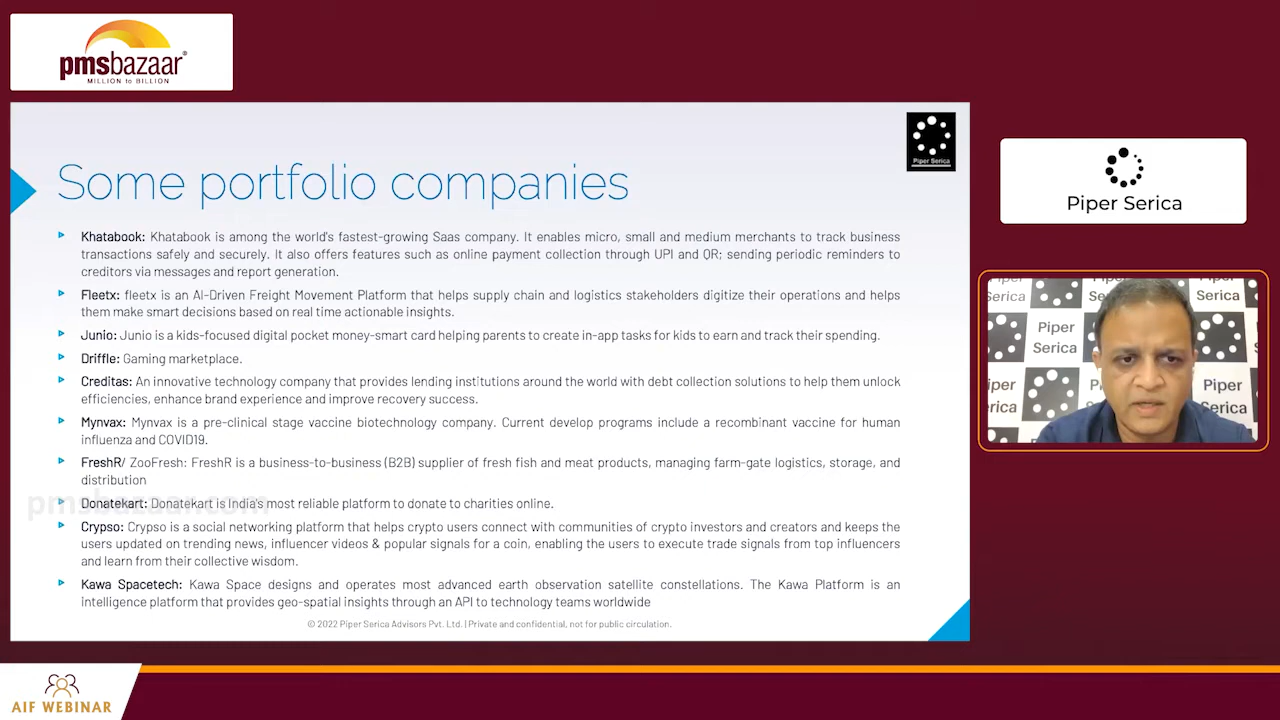 pmsbazaar®
MILLION to BILLION
Piper Serica
Some portfolio companies
Khatabook: Khatabook is among the world's fastest-growing Saas company. It enables micro, small and medium merchants to track business
transactions safely and securely. It also offers features such as online payment collection through UPI and QR; sending periodic reminders to
creditors via messages and report generation.
Fleetx: fleetx is an AI-Driven Freight Movement Platform that helps supply chain and logistics stakeholders digitize their operations and helps
them make smart decisions based on real time actionable insights.
Junio: Junio is a kids-focused digital pocket money-smart card helping parents to create in-app tasks for kids to earn and track their spending.
Driffle: Gaming marketplace.
Creditas: An innovative technology company that provides lending institutions around the world with debt collection solutions to help them unlock
efficiencies, enhance brand experience and improve recovery success.
Mynvax: Mynvax is a pre-clinical stage vaccine biotechnology company. Current develop programs include a recombinant vaccine for human
influenza and COVID19.
FreshR/ ZooFresh: FreshR is a business-to-business (B2B) supplier of fresh fish and meat products, managing farm-gate logistics, storage, and
distribution
pmsbazaar.com
Donatekart: Donatekart is India's most reliable platform to donate to charities online.
Crypso: Crypso is a social networking platform that helps crypto users connect with communities of crypto investors and creators and keeps the
users updated on trending news, influencer videos & popular signals for a coin, enabling the users to execute trade signals from top influencers
and learn from their collective wisdom.
Kawa Spacetech: Kawa Space designs and operates most advanced earth observation satellite constellations. The Kawa Platform is an
intelligence platform that provides geo-spatial insights through an API to technology teams worldwide
© 2022 Piper Serica Advisors Pvt. Ltd. | Private and confidential, not for public circulation.
Piper Serica
Serica
Serica
Piper
Serica
Piper
Serica
Piper
erica
AIF WEBINAR